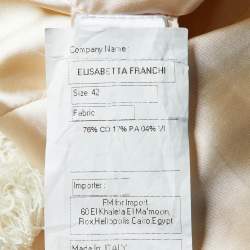 Company Name :
ELISABETTA FRANCHI
Size: 42
Fabric
76% CO 17% PA 04% VI
Importer :
FM for Import
60 El Khalefa El Ma'moon,
Rox Heliopolis Cairo, Egypt
Made In: ITALY